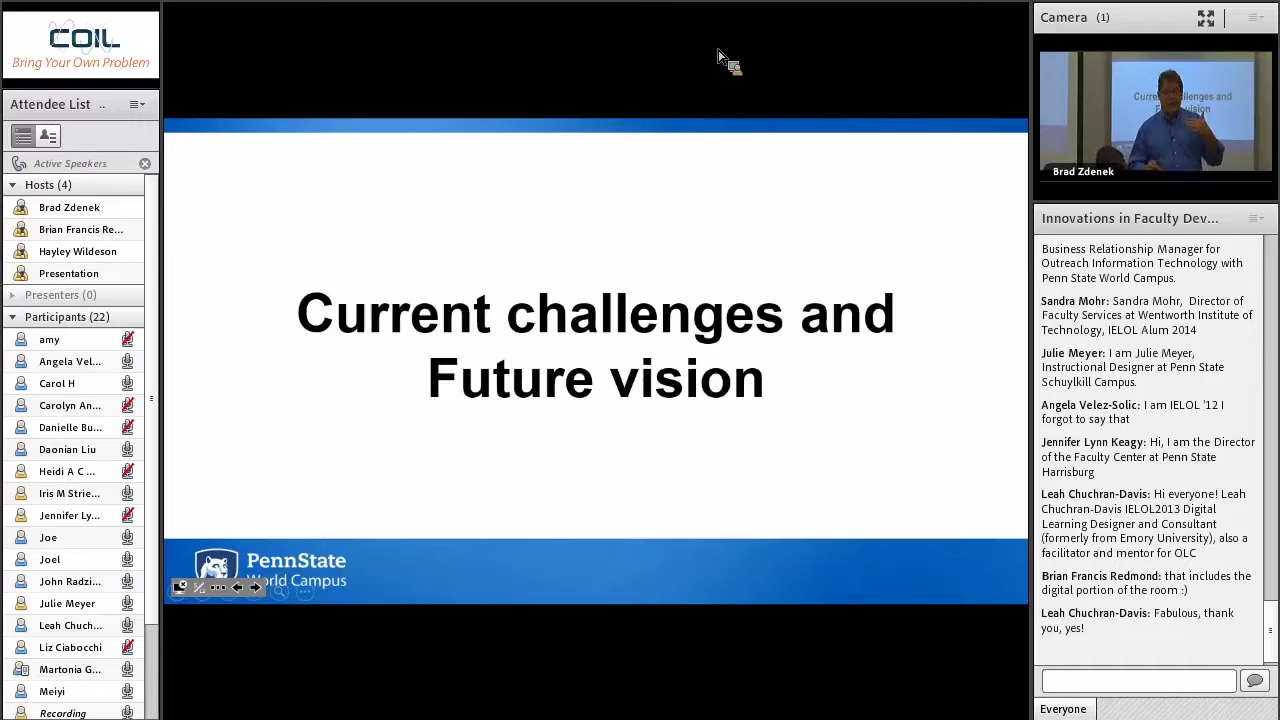 COIL
Bring Your Own Problem
Attendee List ..
Active Speakers
Hosts (4)
Brad Zdenek
Brian Francis Re...
Hayley Wildeson
Presentation
Presenters (0)
Participants (22)
amy
Angela Vel...
Carol H
Carolyn An...
Danielle Bu...
Daonian Liu
Heidi A C ...
Iris M Strie...
Jennifer Ly...
Joe
Joel
John Radzi...
Julie Meyer
Leah Chuch...
Liz Ciabocchi
Martonia G...
Meiyi
Recording
Current challenges and
Future vision
PennState
World Campus
Camera (1)
Current challenges and
Future vision
Brad Zdenek
Innovations in Faculty Dev...
Business Relationship Manager for
Outreach Information Technology with
Penn State World Campus.
Sandra Mohr: Sandra Mohr, Director of
Faculty Services at Wentworth Institute of
Technology, IELOL Alum 2014
Julie Meyer: I am Julie Meyer,
Instructional Designer at Penn State
Schuylkill Campus.
Angela Velez-Solic: I am IELOL '12 I
forgot to say that
Jennifer Lynn Keagy: Hi, I am the Director
of the Faculty Center at Penn State
Harrisburg
Leah Chuchran-Davis: Hi everyone! Leah
Chuchran-Davis IELOL2013 Digital
Learning Designer and Consultant
(formerly from Emory University), also a
facilitator and mentor for OLC
Brian Francis Redmond: that includes the
digital portion of the room :)
Leah Chuchran-Davis: Fabulous, thank
you, yes!
Everyone